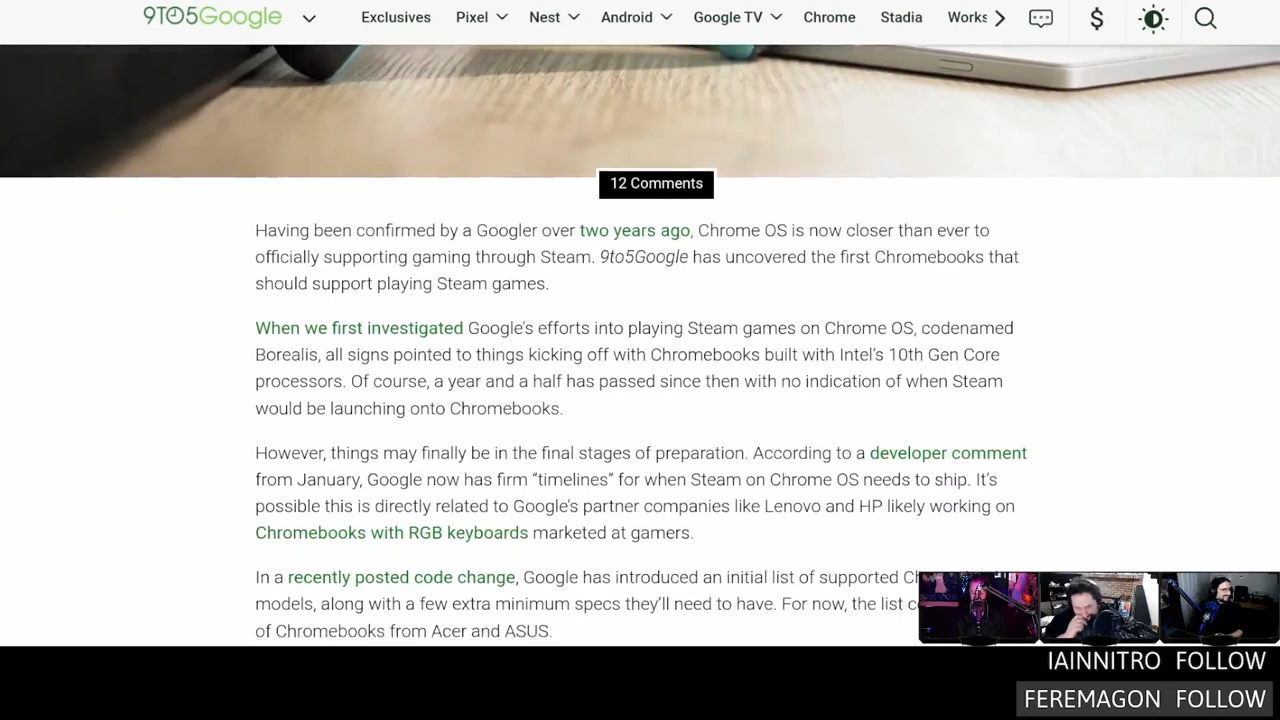 9TO5Google
Exclusives Pixel Nest Android Google TV Chrome Stadia Works
12 Comments
Having been confirmed by a Googler over two years ago, Chrome OS is now closer than ever to
officially supporting gaming through Steam. 9to5Google has uncovered the first Chromebooks that
should support playing Steam games.
When we first investigated Google's efforts into playing Steam games on Chrome OS, codenamed
Borealis, all signs pointed to things kicking off with Chromebooks built with Intel's 10th Gen Core
processors. Of course, a year and a half has passed since then with no indication of when Steam
would be launching onto Chromebooks.
However, things may finally be in the final stages of preparation. According to a developer comment
from January, Google now has firm “timelines” for when Steam on Chrome OS needs to ship. It's
possible this is directly related to Google's partner companies like Lenovo and HP likely working on
Chromebooks with RGB keyboards marketed at gamers.
In a recently posted code change, Google has introduced an initial list of supported
models, along with a few extra minimum specs they'll need to have. For now, the list
of Chromebooks from Acer and ASUS.
IAINNITRO FOLLOW
FEREMAGON FOLLOW